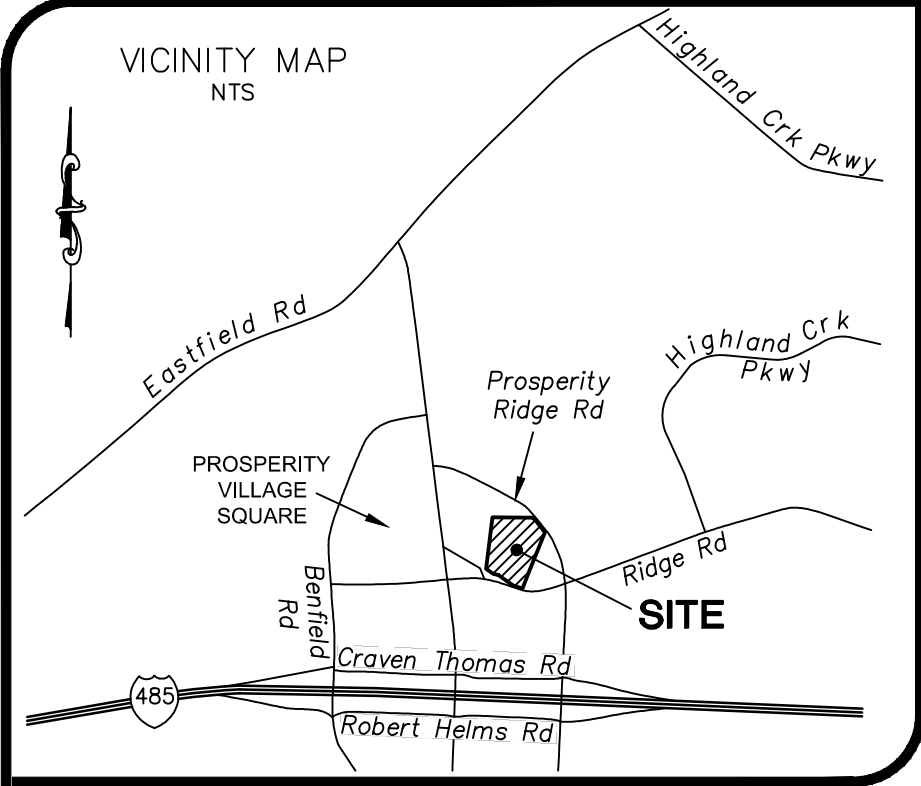 VICINITY MAP
NTS
Highland Crk Pkwy
Eastfield Rd
Highland Crk
Pkwy
Prosperity
Ridge Rd
PROSPERITY
VILLAGE
SQUARE
Ridge Rd
SITE
Benfield
Rd
Craven Thomas Rd
485
Robert Helms Rd